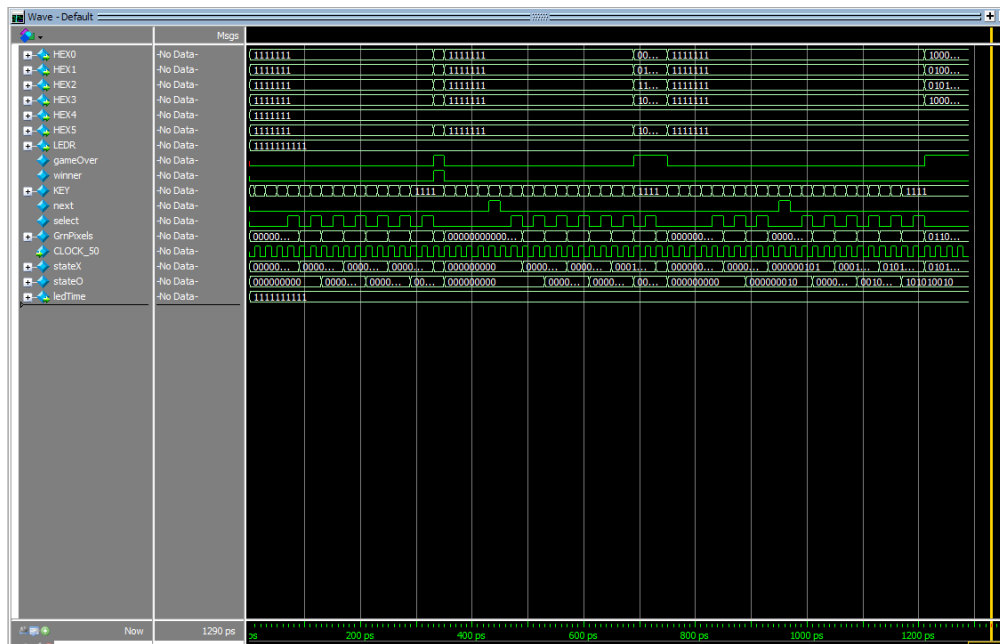 Wave - Default
Msgs
HEX0 -No Data- 1111111 1111111 00... 1111111 1000...
HEX1 -No Data- 1111111 1111111 01... 1111111 0100...
HEX2 -No Data- 1111111 1111111 11... 1111111 0101...
HEX3 -No Data- 1111111 1111111 10... 1111111 1000...
HEX4 -No Data- 1111111
HEX5 -No Data- 1111111 1111111 10... 1111111
LEDR -No Data- 1111111111
gameOver -No Data-
winner -No Data-
KEY -No Data- 1111 1111 1111
next -No Data-
select -No Data-
GrnPixels -No Data- 00000... 00000000000... 000000... 0000... 0110...
CLOCK_50 -No Data-
stateX -No Data- 00000... 0000... 0000... 0000... 000000000 0000... 0000... 0001... 000000... 0000... 000000101 0001... 0101... 0101...
stateO -No Data- 000000000 0000... 0000... 00... 000000000 0000... 0000... 00... 000000000 000000010 0000... 0010... 101010010
ledTime -No Data- 1111111111
Now 1290 ps ps 200 ps 400 ps 600 ps 800 ps 1000 ps 1200 ps